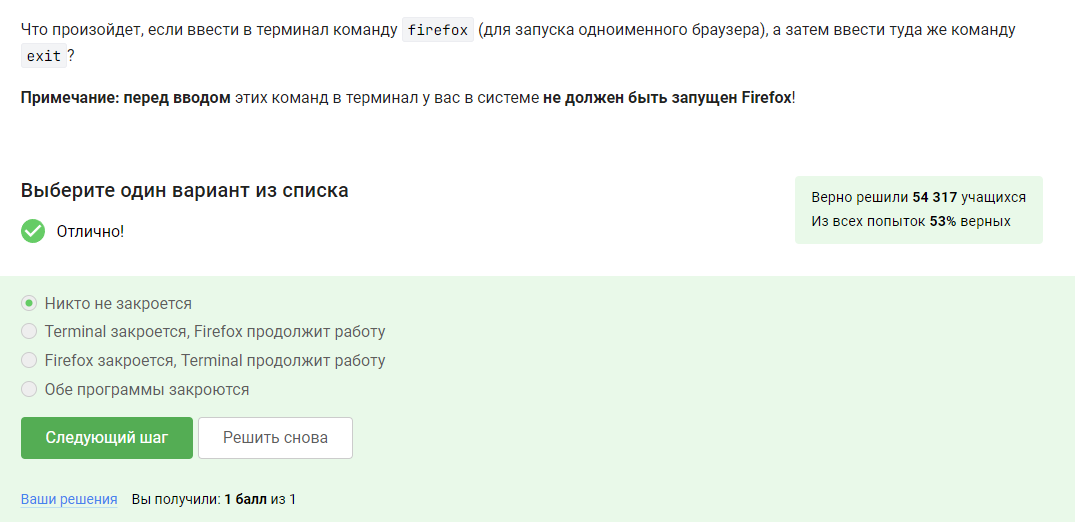 Что произойдет, если ввести в терминал команду firefox (для запуска одноименного браузера), а затем ввести туда же команду
exit ?
Примечание: перед вводом этих команд в терминал у вас в системе не должен быть запущен Firefox!
Выберите один вариант из списка
Отлично!
Верно решили 54 317 учащихся
Из всех попыток 53% верных
Никто не закроется
Terminal закроется, Firefox продолжит работу
Firefox закроется, Terminal продолжит работу
Обе программы закроются
Следующий шаг
Решить снова
Ваши решения
Вы получили: 1 балл из 1